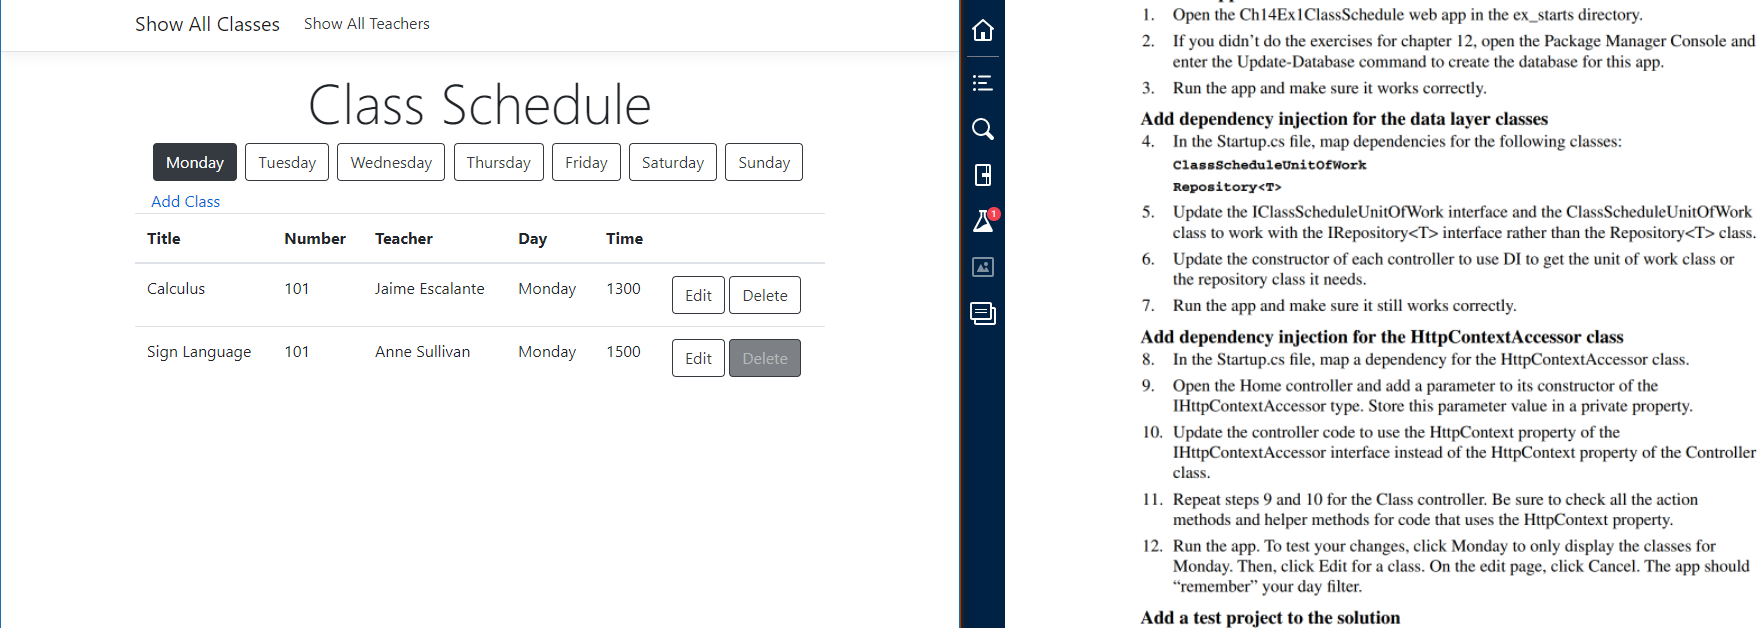 Show All Classes Show All Teachers
Class Schedule
Monday Tuesday Wednesday Thursday Friday Saturday Sunday
Add Class
Title Number Teacher Day Time
Calculus 101 Jaime Escalante Monday 1300 Edit Delete
Sign Language 101 Anne Sullivan Monday 1500 Edit Delete
1
1. Open the Ch14Ex1ClassSchedule web app in the ex_starts directory.
2. If you didn’t do the exercises for chapter 12, open the Package Manager Console and
enter the Update-Database command to create the database for this app.
3. Run the app and make sure it works correctly.
Add dependency injection for the data layer classes
4. In the Startup.cs file, map dependencies for the following classes:
ClassScheduleUnitOfWork
Repository<T>
5. Update the IClassScheduleUnitOfWork interface and the ClassScheduleUnitOfWork
class to work with the IRepository<T> interface rather than the Repository<T> class.
6. Update the constructor of each controller to use DI to get the unit of work class or
the repository class it needs.
7. Run the app and make sure it still works correctly.
Add dependency injection for the HttpContextAccessor class
8. In the Startup.cs file, map a dependency for the HttpContextAccessor class.
9. Open the Home controller and add a parameter to its constructor of the
IHttpContextAccessor type. Store this parameter value in a private property.
10. Update the controller code to use the HttpContext property of the
IHttpContextAccessor interface instead of the HttpContext property of the Controller
class.
11. Repeat steps 9 and 10 for the Class controller. Be sure to check all the action
methods and helper methods for code that uses the HttpContext property.
12. Run the app. To test your changes, click Monday to only display the classes for
Monday. Then, click Edit for a class. On the edit page, click Cancel. The app should
“remember” your day filter.
Add a test project to the solution